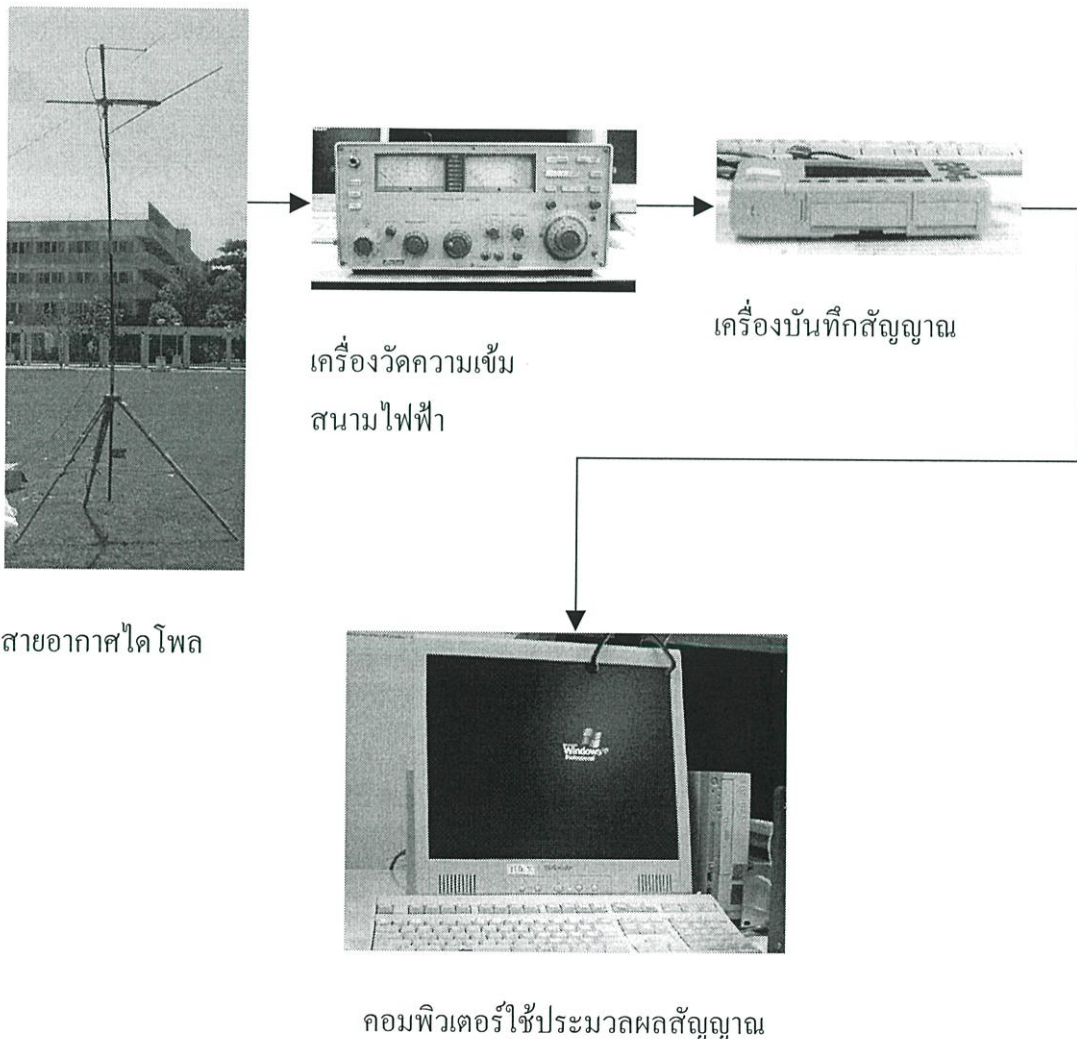 เครื่องบันทึกสัญญาณ
เครื่องวัดความเข้ม
สนามไฟฟ้า
สายอากาศไดโพล
Windows xp
Professional
คอมพิวเตอร์ใช้ประมวลผลสัญญาณ